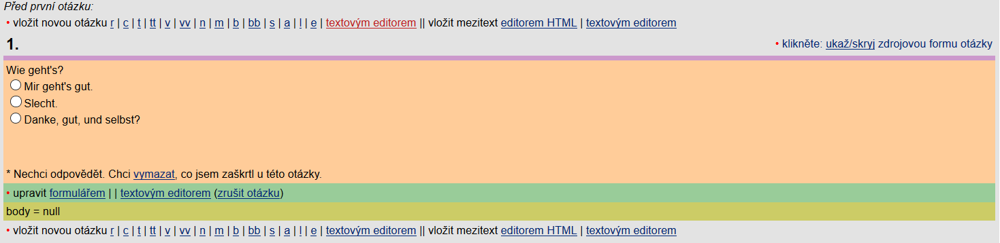 Před první otázku:
• vložit novou otázku r | c | t | tt | v | vv | n | m | b | bb | s | a | l | e | textovým editorem || vložit mezitext editorem HTML | textovým editorem
1.
• klikněte: ukaž/skryj zdrojovou formu otázky
Wie geht's?
Mir geht's gut.
Slecht.
Danke, gut, und selbst?
* Nechci odpovědět. Chci vymazat, co jsem zaškrtl u této otázky.
• upravit formulářem | | textovým editorem (zrušit otázku)
body = null
• vložit novou otázku r | c | t | tt | v | vv | n | m | b | bb | s | a | l | e | textovým editorem || vložit mezitext editorem HTML | textovým editorem